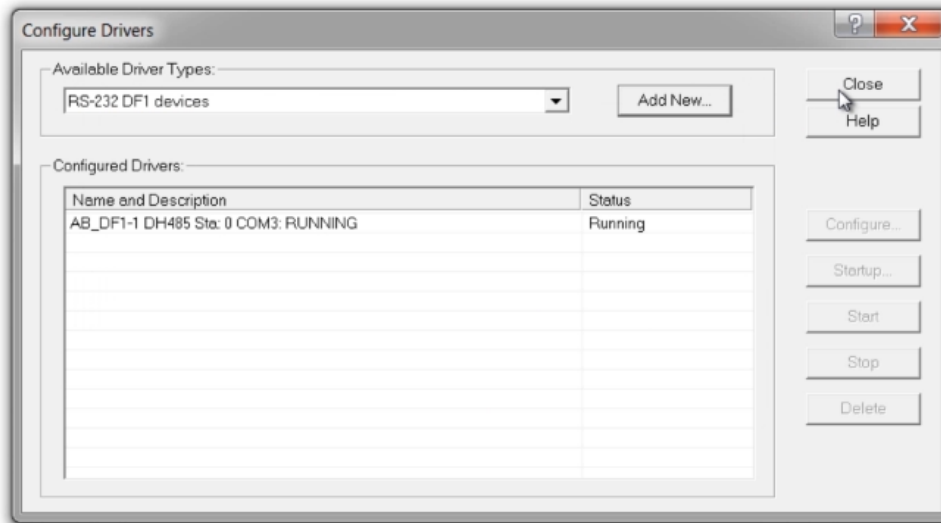 Configure Drivers
Available Driver Types:
RS-232 DF1 devices
Add New...
Close
Help
Configured Drivers:
Name and Description
Status
AB_DF1-1 DH485 Sta: 0 COM3: RUNNING
Running
Configure...
Startup...
Start
Stop
Delete